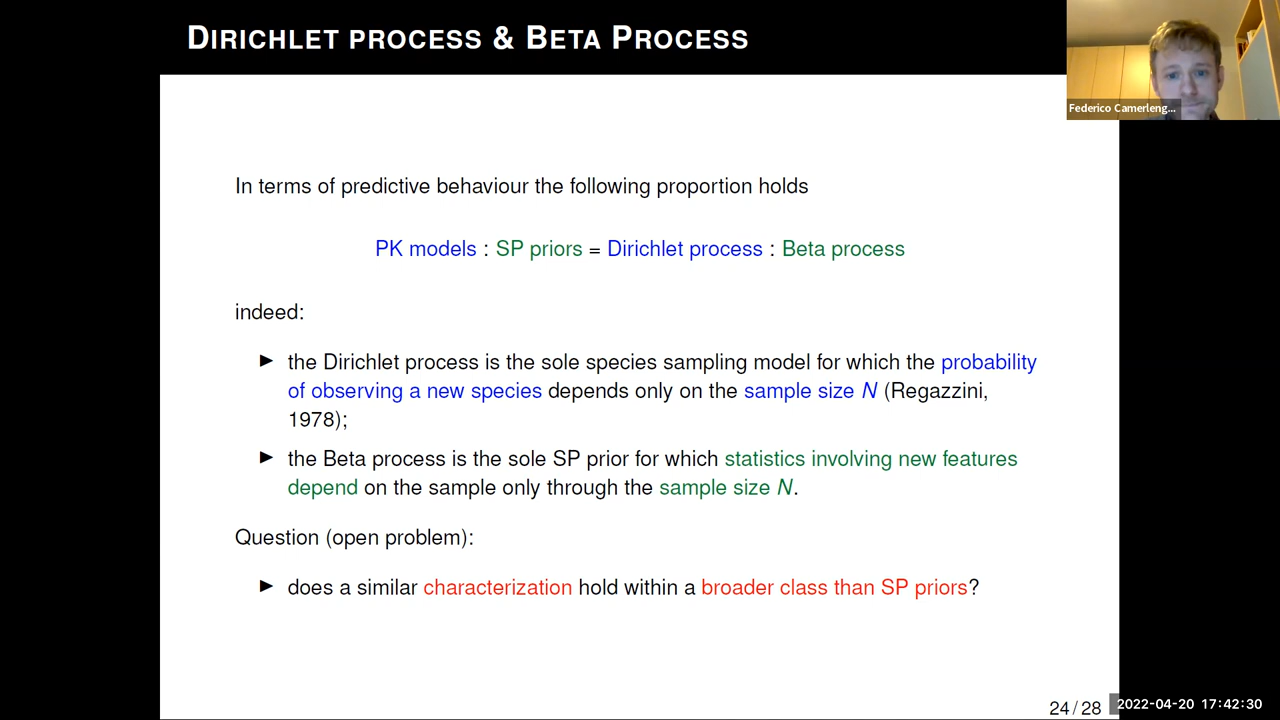 DIRICHLET PROCESS & BETA PROCESS
Federico Camerleng...
In terms of predictive behaviour the following proportion holds
PK models : SP priors = Dirichlet process : Beta process
indeed:
► the Dirichlet process is the sole species sampling model for which the probability
of observing a new species depends only on the sample size N (Regazzini,
1978);
► the Beta process is the sole SP prior for which statistics involving new features
depend on the sample only through the sample size N.
Question (open problem):
► does a similar characterization hold within a broader class than SP priors?
24 / 28
2022-04-20 17:42:30